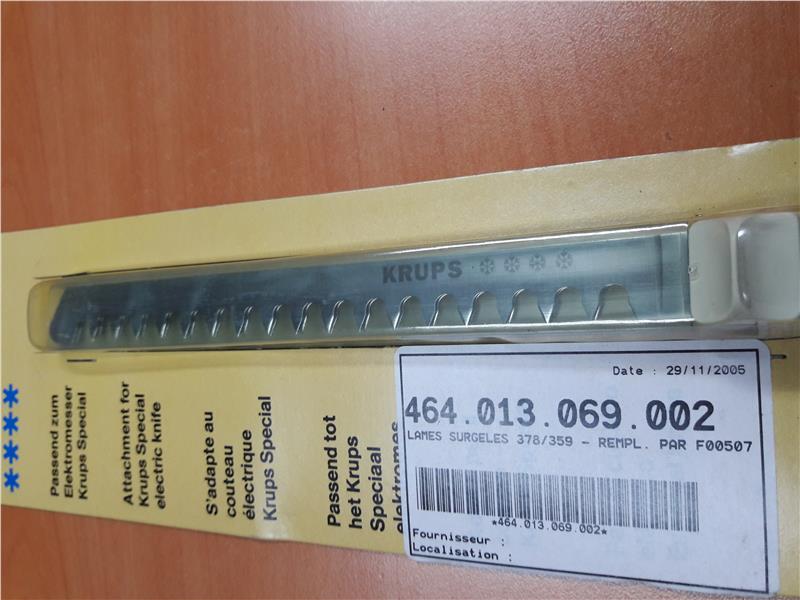 KRUPS ❄❄❄❄
****
Passend zum
Elektromesser
Krups Special
Attachment for
Krups Special
electric knife
S'adapte au
couteau
électrique
Krups Special
Passend tot
het Krups
Speciaal
elektromes
Date : 29/11/2005
464.013.069.002
LAMES SURGELES 378/359 - REMPL. PAR F00507
*464.013.069.002*
Fournisseur :
Localisation :